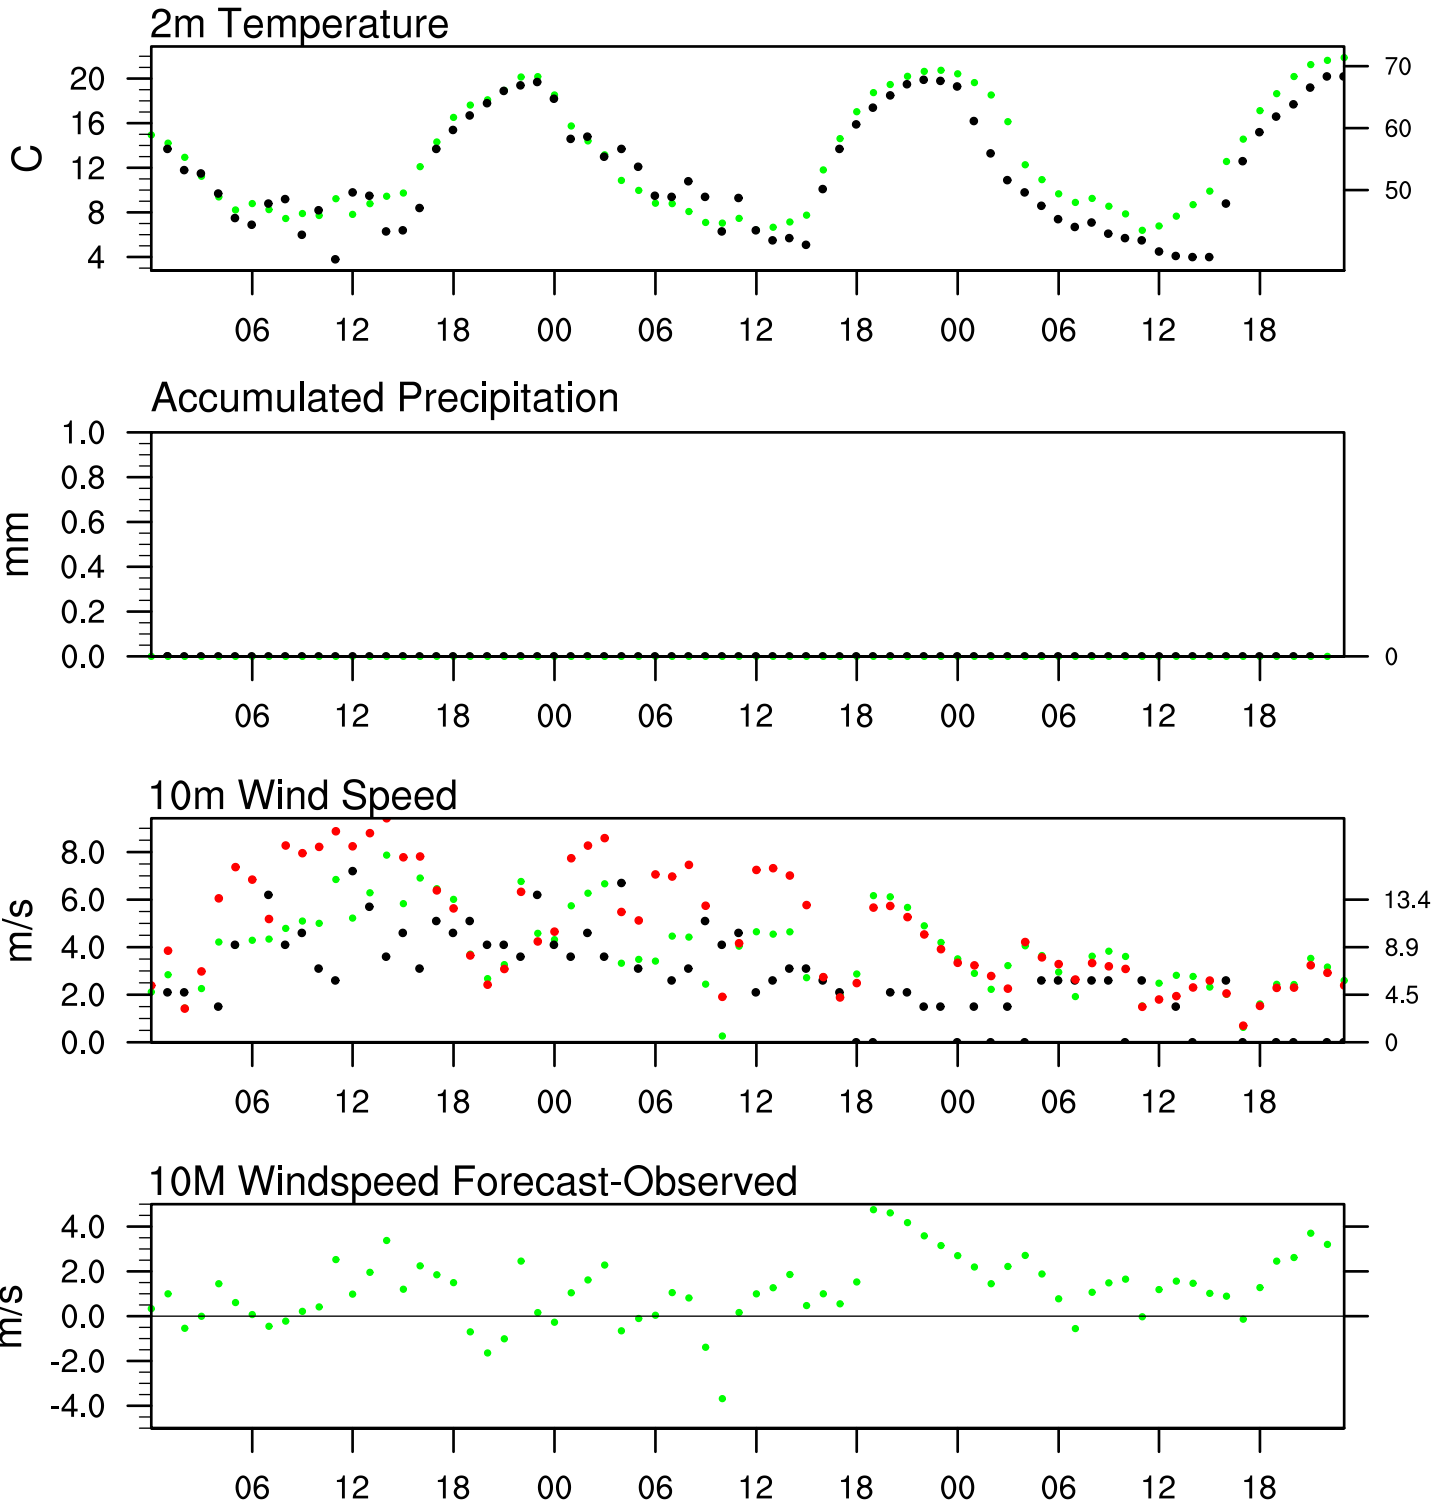 2m Temperature
20
16
12
8
4
C
70
60
50
06 12 18 00 06 12 18 00 06 12 18
Accumulated Precipitation
1.0
0.8
0.6
0.4
0.2
0.0
mm
0
06 12 18 00 06 12 18 00 06 12 18
10m Wind Speed
8.0
6.0
4.0
2.0
0.0
m/s
13.4
8.9
4.5
0
06 12 18 00 06 12 18 00 06 12 18
10M Windspeed Forecast-Observed
4.0
2.0
0.0
-2.0
-4.0
m/s
06 12 18 00 06 12 18 00 06 12 18